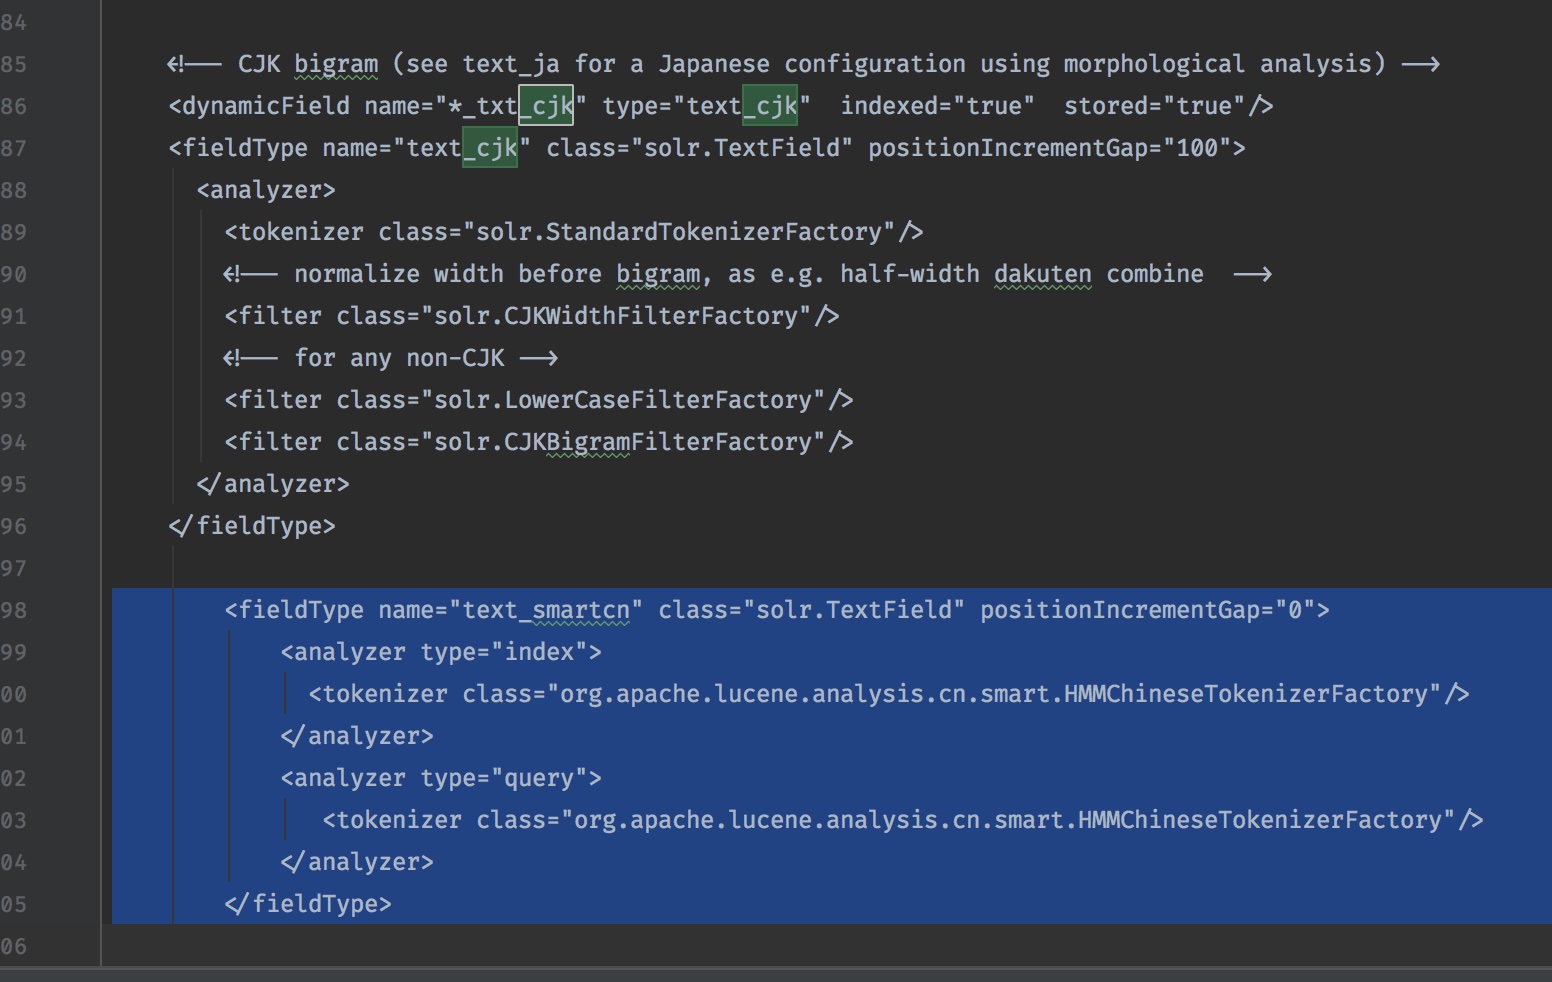 84
85 <!-- CJK bigram (see text_ja for a Japanese configuration using morphological analysis) -->
86 <dynamicField name="*_txt_cjk" type="text_cjk"  indexed="true"  stored="true"/>
87 <fieldType name="text_cjk" class="solr.TextField" positionIncrementGap="100">
88 <analyzer>
89 <tokenizer class="solr.StandardTokenizerFactory"/>
90 <!-- normalize width before bigram, as e.g. half-width dakuten combine  -->
91 <filter class="solr.CJKWidthFilterFactory"/>
92 <!-- for any non-CJK -->
93 <filter class="solr.LowerCaseFilterFactory"/>
94 <filter class="solr.CJKBigramFilterFactory"/>
95 </analyzer>
96 </fieldType>
97
98 <fieldType name="text_smartcn" class="solr.TextField" positionIncrementGap="0">
99 <analyzer type="index">
00 <tokenizer class="org.apache.lucene.analysis.cn.smart.HMMChineseTokenizerFactory"/>
01 </analyzer>
02 <analyzer type="query">
03 <tokenizer class="org.apache.lucene.analysis.cn.smart.HMMChineseTokenizerFactory"/>
04 </analyzer>
05 </fieldType>
06